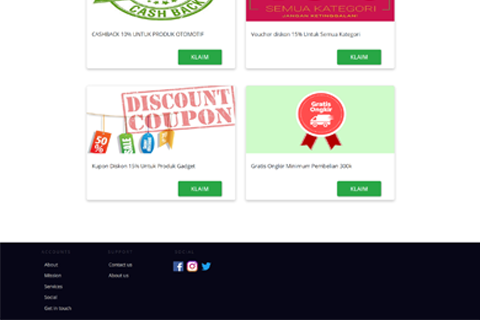 CASH BACK
SEMUA KATEGORI
JANGAN KETINGGALAN!
CASHBACK 10% UNTUK PRODUK OTOMOTIF
Voucher diskon 15% Untuk Semua Kategori
KLAIM
KLAIM
DISCOUNT
COUPON
50
%
Gratis
Ongkir
Kupon Diskon 15% Untuk Produk Gadget
Gratis Ongkir Minimum Pembelian 300k
KLAIM
KLAIM
ACCOUNTS
SUPPORT
SOCIAL
About
Contact us
Mission
About us
Services
Social
Get in touch